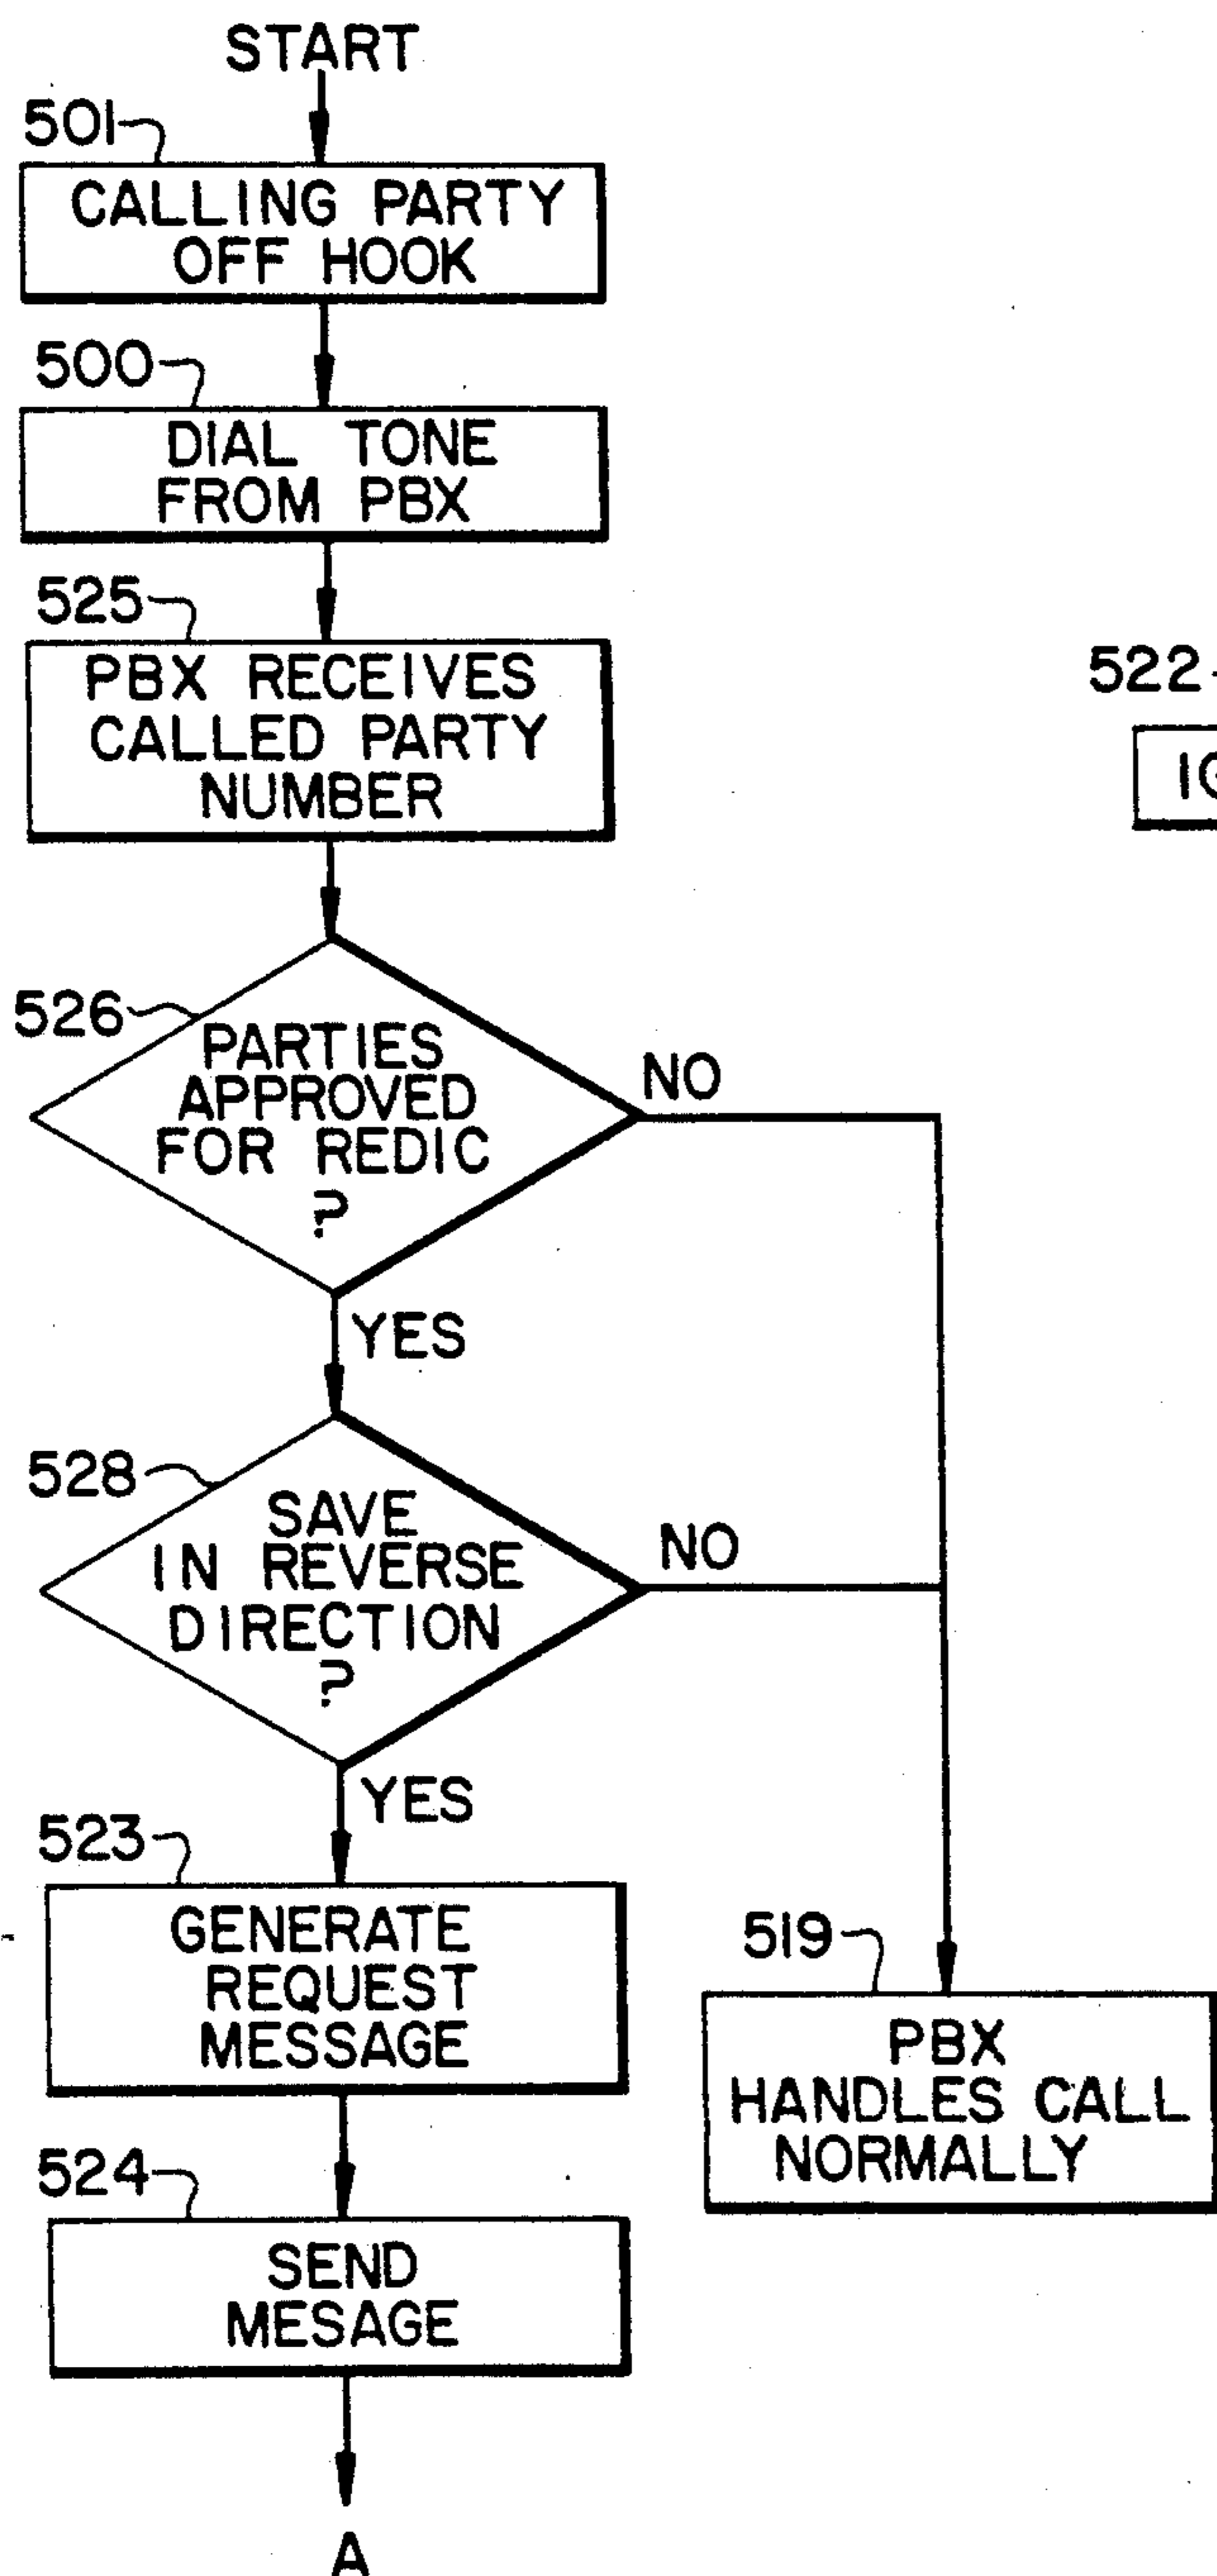 START
501
CALLING PARTY
OFF HOOK
500
DIAL TONE
FROM PBX
525
PBX RECEIVES
CALLED PARTY
NUMBER
522
526
PARTIES
APPROVED
FOR REDIC
?
NO
YES
528
SAVE
IN REVERSE
DIRECTION
?
NO
YES
523
GENERATE
REQUEST
MESSAGE
519
PBX
HANDLES CALL
NORMALLY
524
SEND
MESAGE
A